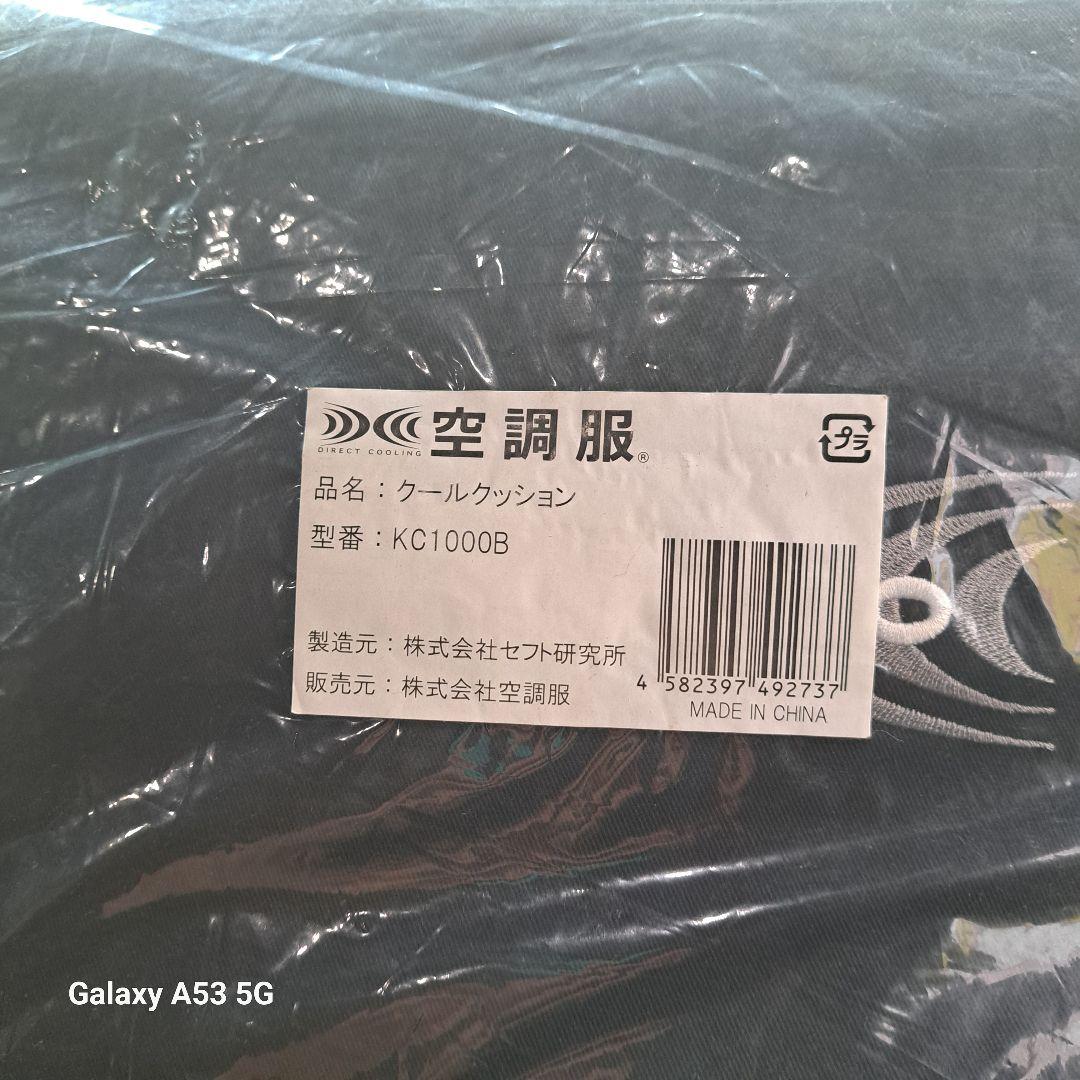 DIRECT COOLING
空調服®
プラ
品名：クールクッション
型番：KC1000B
製造元：株式会社セフト研究所
販売元：株式会社空調服
4 582397 492737
MADE IN CHINA
Galaxy A53 5G